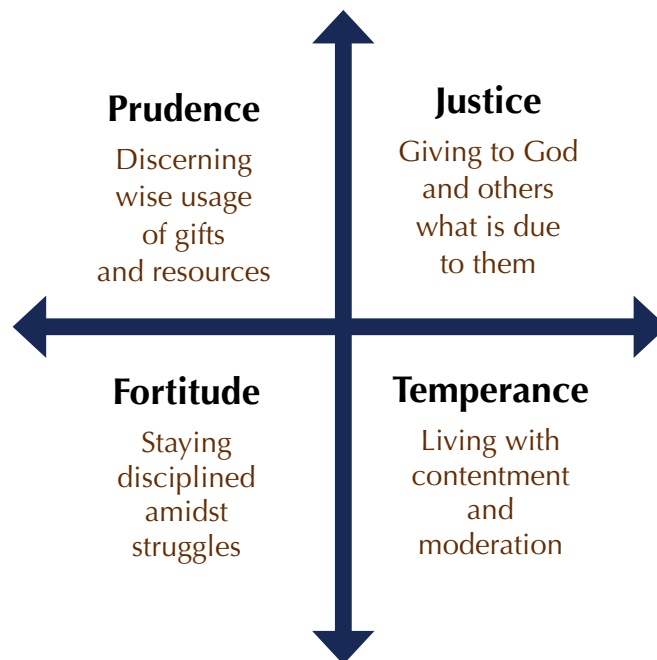 Prudence
Discerning
wise usage
of gifts
and resources
Justice
Giving to God
and others
what is due
to them
Fortitude
Staying
disciplined
amidst
struggles
Temperance
Living with
contentment
and
moderation